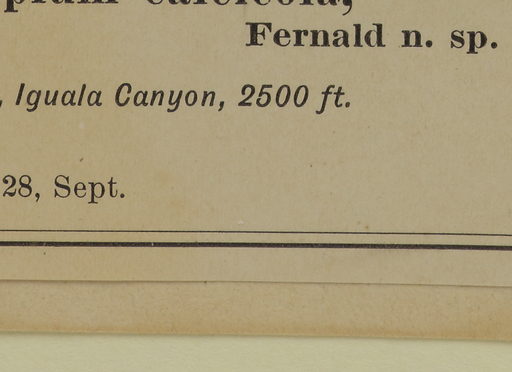 Fernald n. sp.
, Iguala Canyon, 2500 ft.
28, Sept.